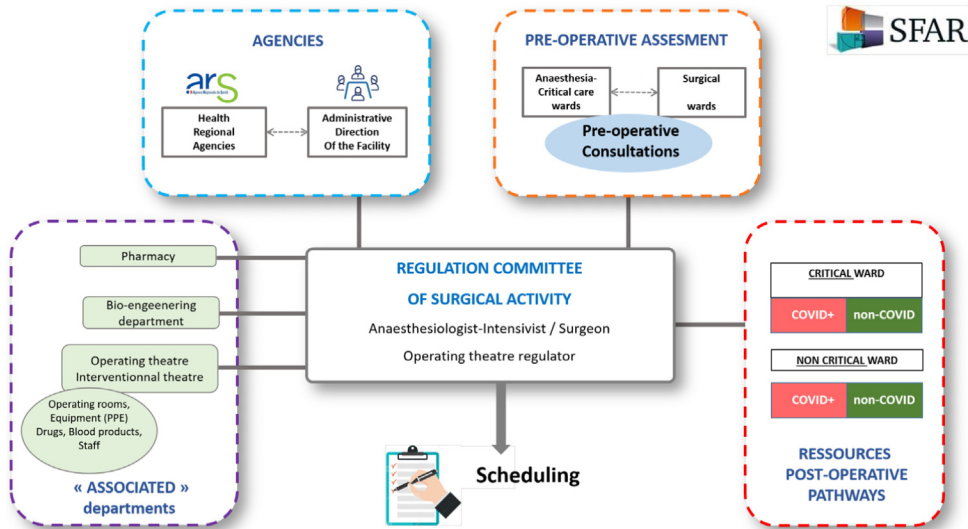 SFAR
AGENCIES
ars
Health
Regional
Agencies
Administrative
Direction
Of the Facility
PRE-OPERATIVE ASSESMENT
Anaesthesia-
Critical care
wards
Surgical
wards
Pre-operative
Consultations
Pharmacy
Bio-engeenering
department
Operating theatre
Interventionnal theatre
Operating rooms,
Equipment (PPE)
Drugs, Blood products,
Staff
« ASSOCIATED »
departments
REGULATION COMMITTEE
OF SURGICAL ACTIVITY
Anaesthesiologist-Intensivist / Surgeon
Operating theatre regulator
Scheduling
CRITICAL WARD
COVID+ non-COVID
NON CRITICAL WARD
COVID+ non-COVID
RESSOURCES
POST-OPERATIVE
PATHWAYS